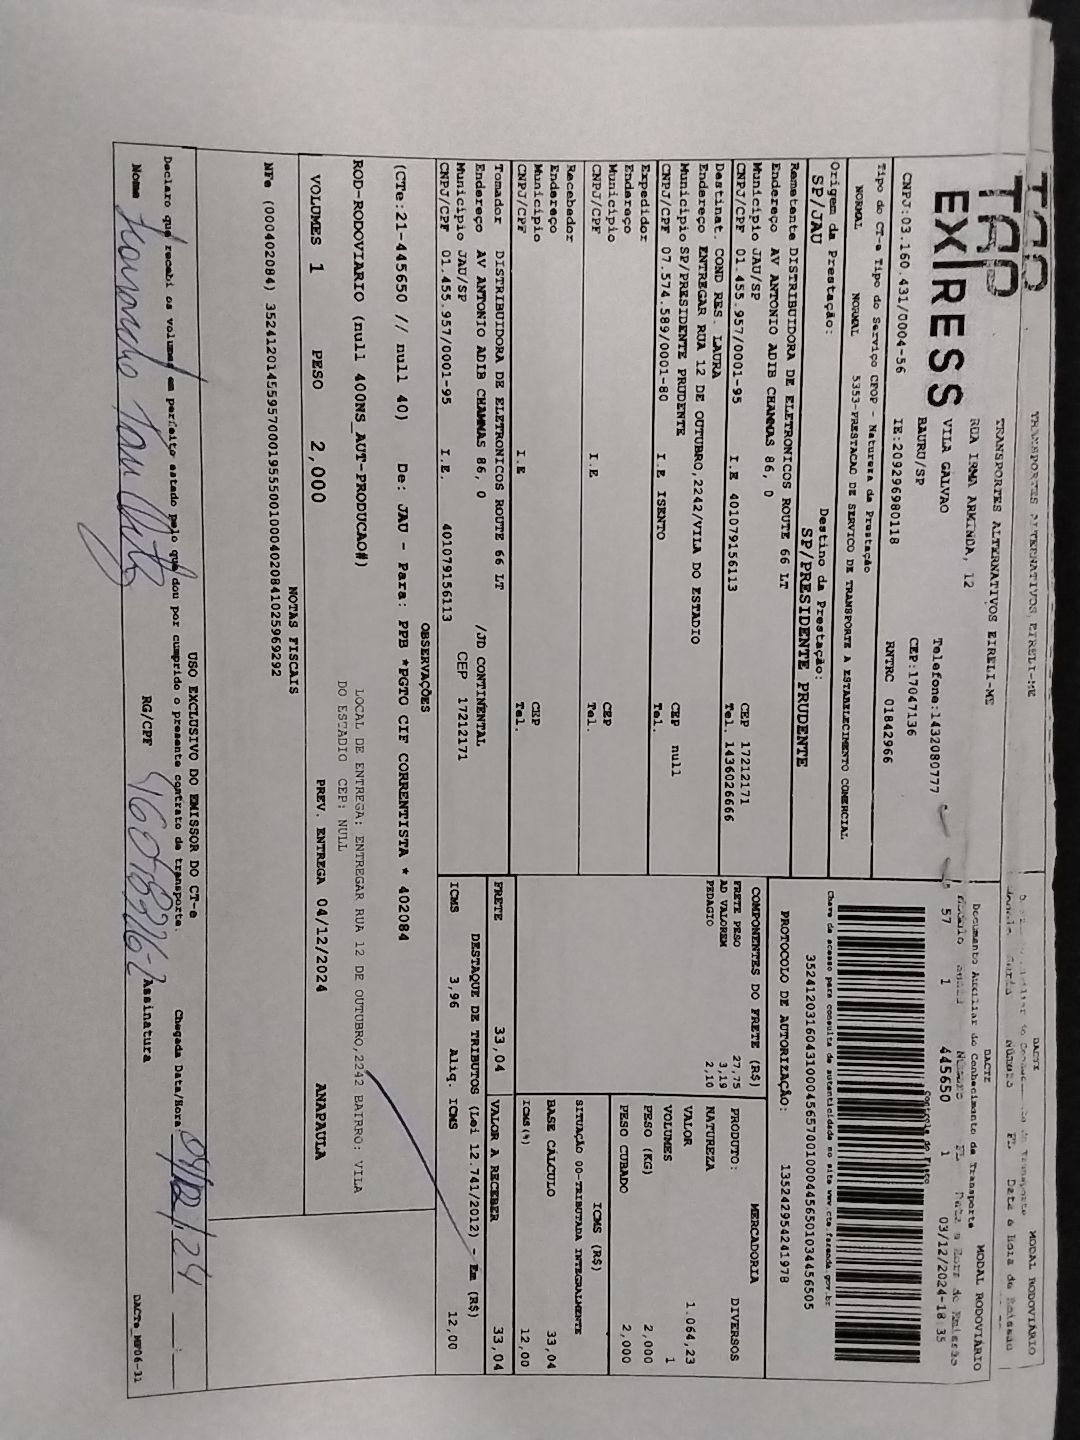 TAP
TRANSPORTES ALTERNATIVOS EIRELI-ME
DACTE
MODAL RODOVIÁRIO
TAP
EXPRESS
TRANSPORTES ALTERNATIVOS EIRELI-ME
RUA IRMA ARMINDA, 12
VILA GALVAO
BAURU/SP
Telefone:1432080777
CEP:17047136
CNPJ:03.160.431/0004-56
IE:209296980118
RNTRC 01842966
DACTE
MODAL RODOVIÁRIO
Documento Auxiliar do Conhecimento de Transporte
Modelo Série Número FL Data e Hora de Emissão
57 1 445650 1 03/12/2024-18 35
Controle do Fisco
Chave de acesso para consulta de autenticidade no site www.cte.fazenda.gov.br
PROTOCOLO DE AUTORIZAÇÃO: 135242954241978
Tipo do CT-e Tipo do Serviço CFOP - Natureza da Prestação
NORMAL NORMAL 5353-PRESTACAO DE SERVICO DE TRANSPORTE A ESTABELECIMENTO COMERCIAL
Origem da Prestação: Destino da Prestação:
SP/JAU SP/PRESIDENTE PRUDENTE
Remetente DISTRIBUIDORA DE ELETRONICOS ROUTE 66 LT
Endereço AV ANTONIO ADIB CHAMMAS 86, 0
Município JAU/SP CEP 17212171
CNPJ/CPF 01.455.957/0001-95 I.E 401079156113 Tel. 1436026666
Destinat. COND RES. LAURA
Endereço ENTREGAR RUA 12 DE OUTUBRO,2242/VILA DO ESTADIO
Município SP/PRESIDENTE PRUDENTE CEP null
CNPJ/CPF 07.574.589/0001-80 I.E ISENTO Tel.
Expedidor
Endereço
Município CEP
CNPJ/CPF I.E Tel.
Recebedor
Endereço
Município CEP
CNPJ/CPF I.E Tel.
Tomador DISTRIBUIDORA DE ELETRONICOS ROUTE 66 LT
Endereço AV ANTONIO ADIB CHAMMAS 86, 0 /JD CONTINENTAL
Município JAU/SP CEP 17212171
CNPJ/CPF 01.455.957/0001-95 I.E. 401079156113
COMPONENTES DO FRETE (R$)
FRETE PESO 27,75
AD VALOREM 3,19
PEDAGIO 2,10
PRODUTO: MERCADORIA
NATUREZA DIVERSOS
VALOR 1.064,23
VOLUMES 1
PESO (KG) 2,000
PESO CUBADO 2,000
ICMS (R$)
SITUAÇÃO 00-TRIBUTADA INTEGRALMENTE
BASE CÁLCULO 33,04
ICMS(%) 12,00
FRETE 33,04 VALOR A RECEBER 33,04
DESTAQUE DE TRIBUTOS (Lei 12.741/2012) - Em (R$)
ICMS 3,96 Aliq. ICMS 12,00
OBSERVAÇÕES
(CTe:21-445650 // null 40) De: JAU - Para: PPB *PGTO CIF CORRENTISTA * 402084
ROD-RODOVIARIO (null 40ONS_AUT-PRODUCAO#)
LOCAL DE ENTREGA: ENTREGAR RUA 12 DE OUTUBRO,2242 BAIRRO: VILA
DO ESTADIO CEP: NULL
VOLUMES 1 PESO 2,000 PREV. ENTREGA 04/12/2024 ANAPAULA
NOTAS FISCAIS
USO EXCLUSIVO DO EMISSOR DO CT-e
Declaro que recebi os volumes em perfeito estado pelo que dou por cumprido o presente contrato de transporte.
Chegada Data/Hora 04/12/24
Nome RG/CPF Assinatura
DACTe_MF06-31